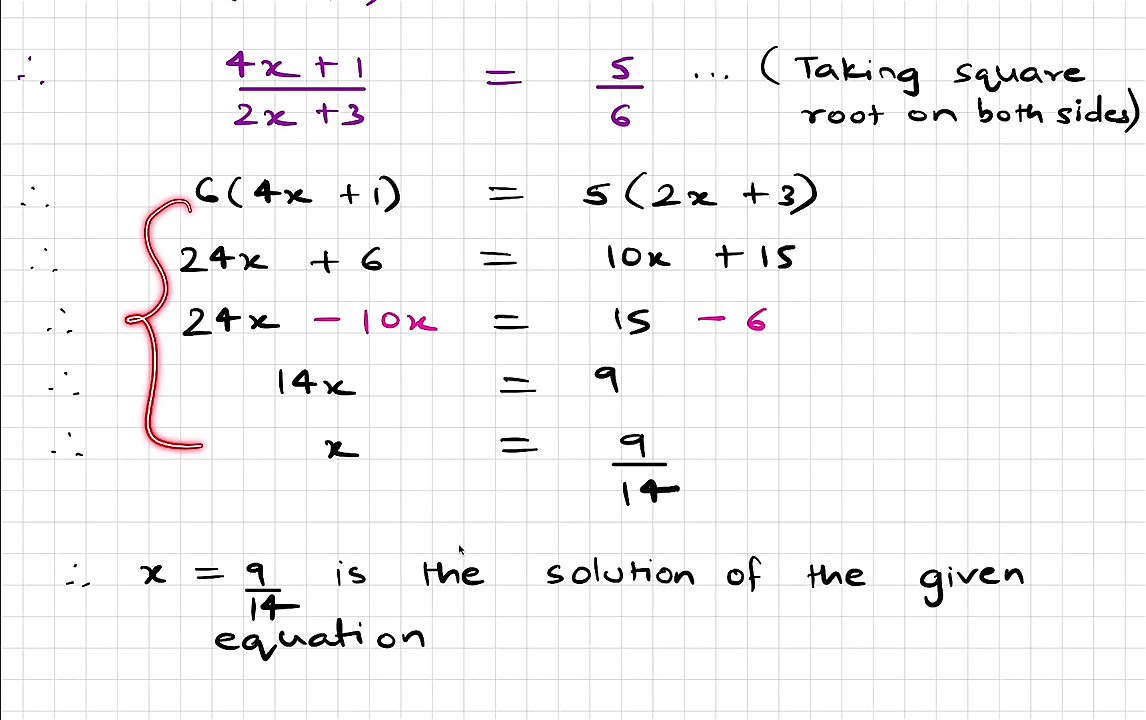 ∴ (4x + 1)/(2x + 3) = 5/6 ... (Taking square
root on both sides)
∴ 6(4x + 1) = 5(2x + 3)
∴ 24x + 6 = 10x + 15
∴ 24x - 10x = 15 - 6
∴ 14x = 9
∴ x = 9/14
∴ x = 9/14 is the solution of the given
equation